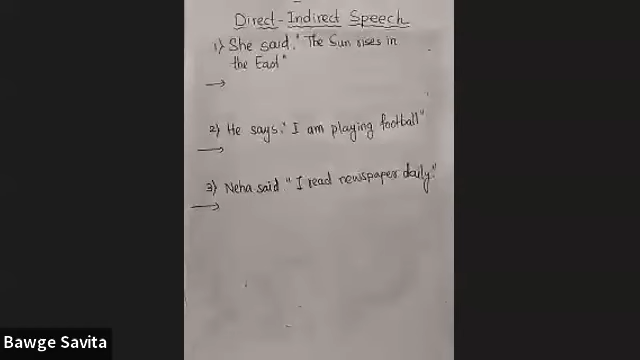 Direct-Indirect Speech
1) She said," The Sun rises in
the East"
→
2) He says," I am playing football"
→
3) Neha said " I read newspaper daily."
→
Bawge Savita